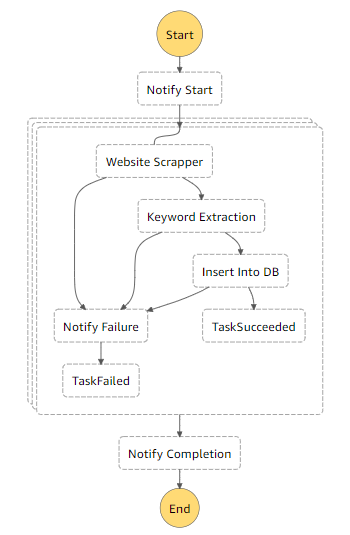 Start
Notify Start
Website Scrapper
Keyword Extraction
Insert Into DB
Notify Failure
TaskSucceeded
TaskFailed
Notify Completion
End